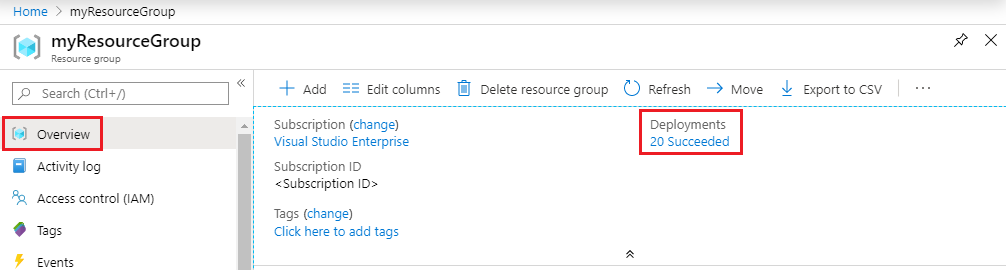 Home > myResourceGroup
myResourceGroup
Resource group
Search (Ctrl+/)
«
Overview
Activity log
Access control (IAM)
Tags
Events
Add Edit columns Delete resource group Refresh Move Export to CSV ...
Subscription (change)
Visual Studio Enterprise
Subscription ID
<Subscription ID>
Tags (change)
Click here to add tags
Deployments
20 Succeeded